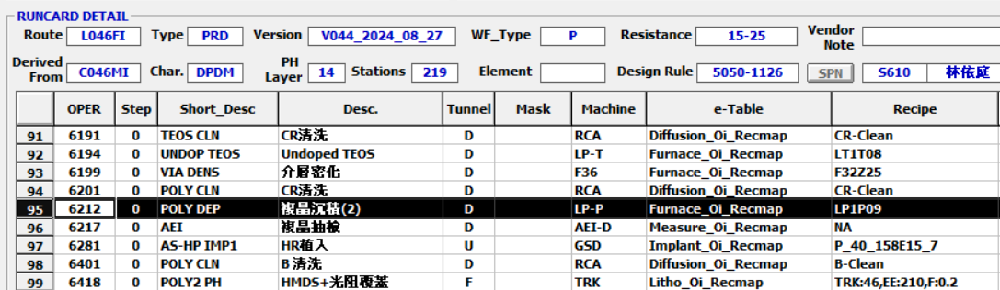 RUNCARD DETAIL
Route L046FI Type PRD Version V044_2024_08_27 WF_Type P Resistance 15-25 Vendor Note
Derived From C046MI Char. DPDM PH Layer 14 Stations 219 Element Design Rule 5050-1126 SPN S610 林依庭
OPER Step Short_Desc Desc. Tunnel Mask Machine e-Table Recipe
91 6191 0 TEOS CLN CR清洗 D RCA Diffusion_Oi_Recmap CR-Clean
92 6194 0 UNDOP TEOS Undoped TEOS D LP-T Furnace_Oi_Recmap LT1T08
93 6199 0 VIA DENS 介層密化 D F36 Furnace_Oi_Recmap F32Z25
94 6201 0 POLY CLN CR清洗 D RCA Diffusion_Oi_Recmap CR-Clean
95 6212 0 POLY DEP 複晶沉積(2) D LP-P Furnace_Oi_Recmap LP1P09
96 6217 0 AEI 複晶抽檢 D AEI-D Measure_Oi_Recmap NA
97 6281 0 AS-HP IMP1 HR植入 U GSD Implant_Oi_Recmap P_40_158E15_7
98 6401 0 POLY CLN B清洗 D RCA Diffusion_Oi_Recmap B-Clean
99 6418 0 POLY2 PH HMDS+光阻覆蓋 F TRK Litho_Oi_Recmap TRK:46,EE:210,F:0.2